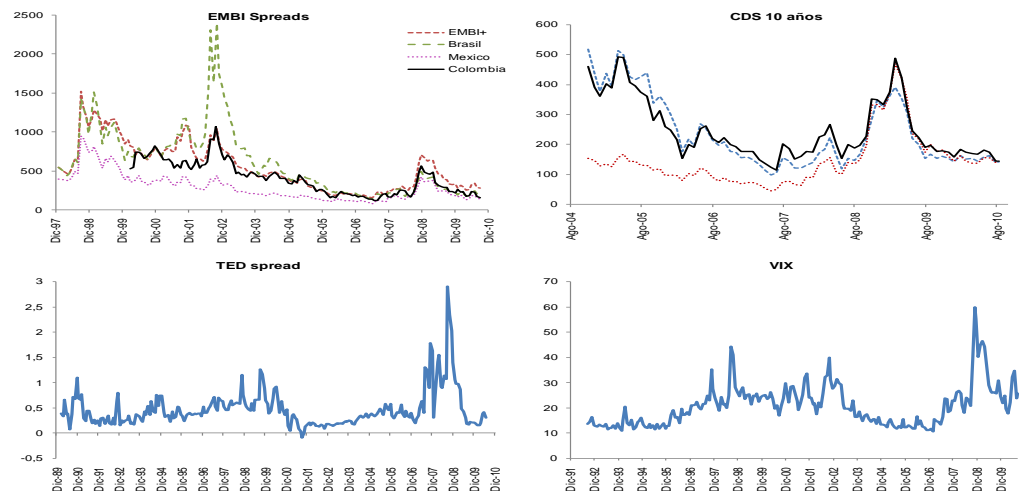 EMBI Spreads
2500
2000
1500
1000
500
0
EMBI+
Brasil
Mexico
Colombia
Dic-97
Dic-98
Dic-99
Dic-00
Dic-01
Dic-02
Dic-03
Dic-04
Dic-05
Dic-06
Dic-07
Dic-08
Dic-09
Dic-10
CDS 10 años
600
500
400
300
200
100
0
Ago-04
Ago-05
Ago-06
Ago-07
Ago-08
Ago-09
Ago-10
TED spread
3
2,5
2
1,5
1
0,5
0
-0,5
Dic-89
Dic-90
Dic-91
Dic-92
Dic-93
Dic-94
Dic-95
Dic-96
Dic-97
Dic-98
Dic-99
Dic-00
Dic-01
Dic-02
Dic-03
Dic-04
Dic-05
Dic-06
Dic-07
Dic-08
Dic-09
Dic-10
VIX
70
60
50
40
30
20
10
0
Dic-91
Dic-92
Dic-93
Dic-94
Dic-95
Dic-96
Dic-97
Dic-98
Dic-99
Dic-00
Dic-01
Dic-02
Dic-03
Dic-04
Dic-05
Dic-06
Dic-07
Dic-08
Dic-09